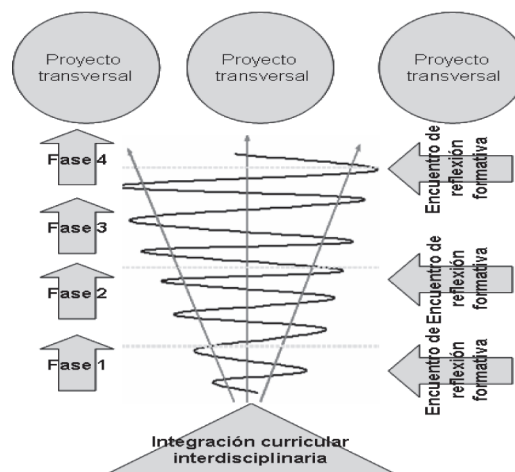 Proyecto
transversal
Proyecto
transversal
Proyecto
transversal
Fase 4
Fase 3
Fase 2
Fase 1
Encuentro de
reflexión
formativa
Encuentro de
reflexión
formativa
Encuentro de
reflexión
formativa
Integración curricular
interdisciplinaria